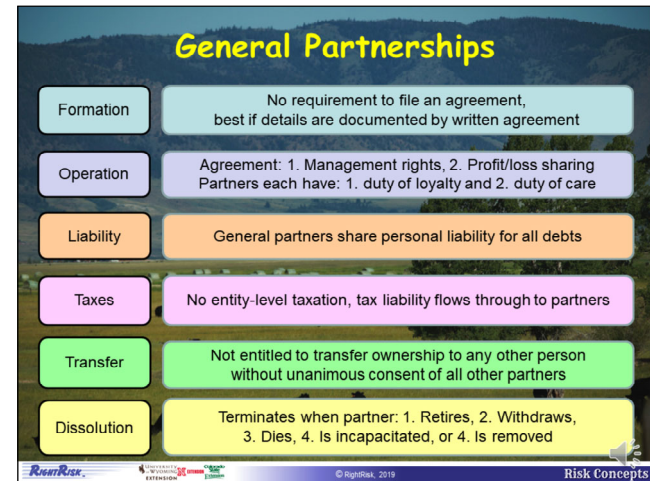 General Partnerships
Formation
No requirement to file an agreement,
best if details are documented by written agreement
Operation
Agreement: 1. Management rights, 2. Profit/loss sharing
Partners each have: 1. duty of loyalty and 2. duty of care
Liability
General partners share personal liability for all debts
Taxes
No entity-level taxation, tax liability flows through to partners
Transfer
Not entitled to transfer ownership to any other person
without unanimous consent of all other partners
Dissolution
Terminates when partner: 1. Retires, 2. Withdraws,
3. Dies, 4. Is incapacitated, or 4. Is removed
RIGHTRISK
UNIVERSITY
OF WYOMING
EXTENSION
EXTENSION
© RightRisk, 2019
Risk Concepts